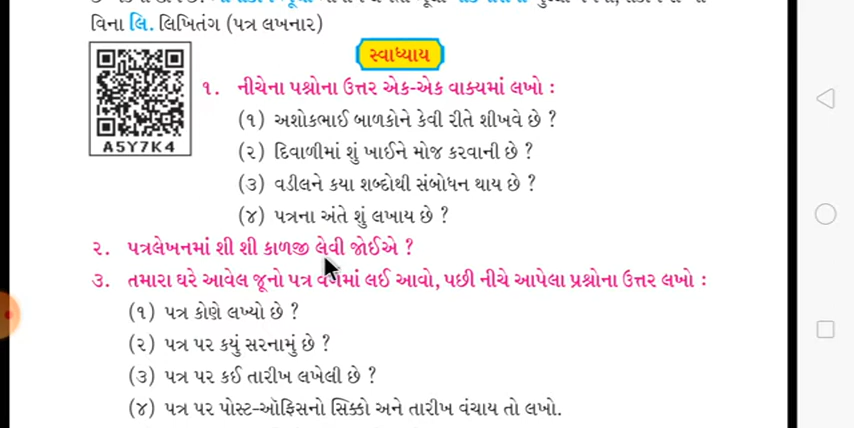 વિના લિ. લિખિતંગ (પત્ર લખનાર)
સ્વાધ્યાય
૧. નીચેના પશ્નોના ઉત્તર એક-એક વાક્યમાં લખો :
(૧) અશોકભાઈ બાળકોને કેવી રીતે શીખવે છે ?
A5Y7K4
(૨) દિવાળીમાં શું ખાઈને મોજ કરવાની છે ?
(૩) વડીલને કયા શબ્દોથી સંબોધન થાય છે ?
(૪) પત્રના અંતે શું લખાય છે ?
૨. પત્રલેખનમાં શી શી કાળજી લેવી જોઈએ ?
૩. તમારા ઘરે આવેલ જૂનો પત્ર વર્ગમાં લઈ આવો, પછી નીચે આપેલા પ્રશ્નોના ઉત્તર લખો :
(૧) પત્ર કોણે લખ્યો છે ?
(૨) પત્ર પર કયું સરનામું છે ?
(૩) પત્ર પર કઈ તારીખ લખેલી છે ?
(૪) પત્ર પર પોસ્ટ-ઑફિસનો સિક્કો અને તારીખ વંચાય તો લખો.